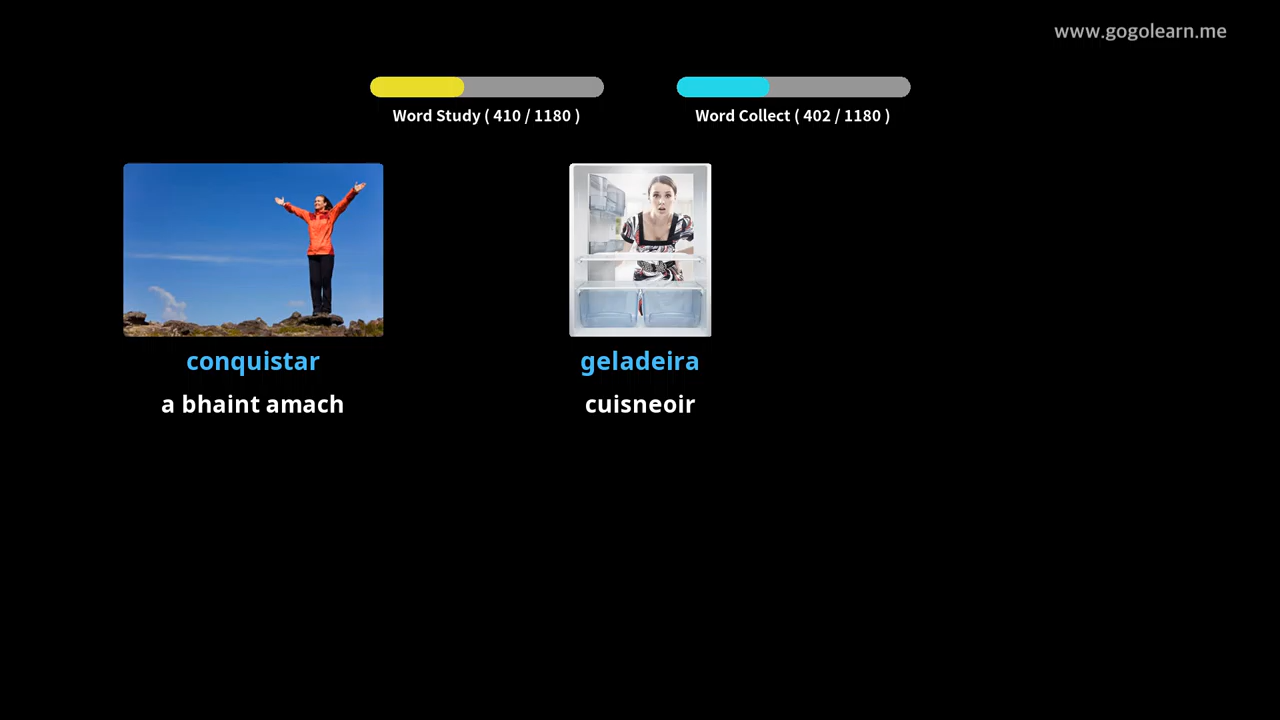 www.gogolearn.me
Word Study ( 410 / 1180 )
Word Collect ( 402 / 1180 )
conquistar
a bhaint amach
geladeira
cuisneoir